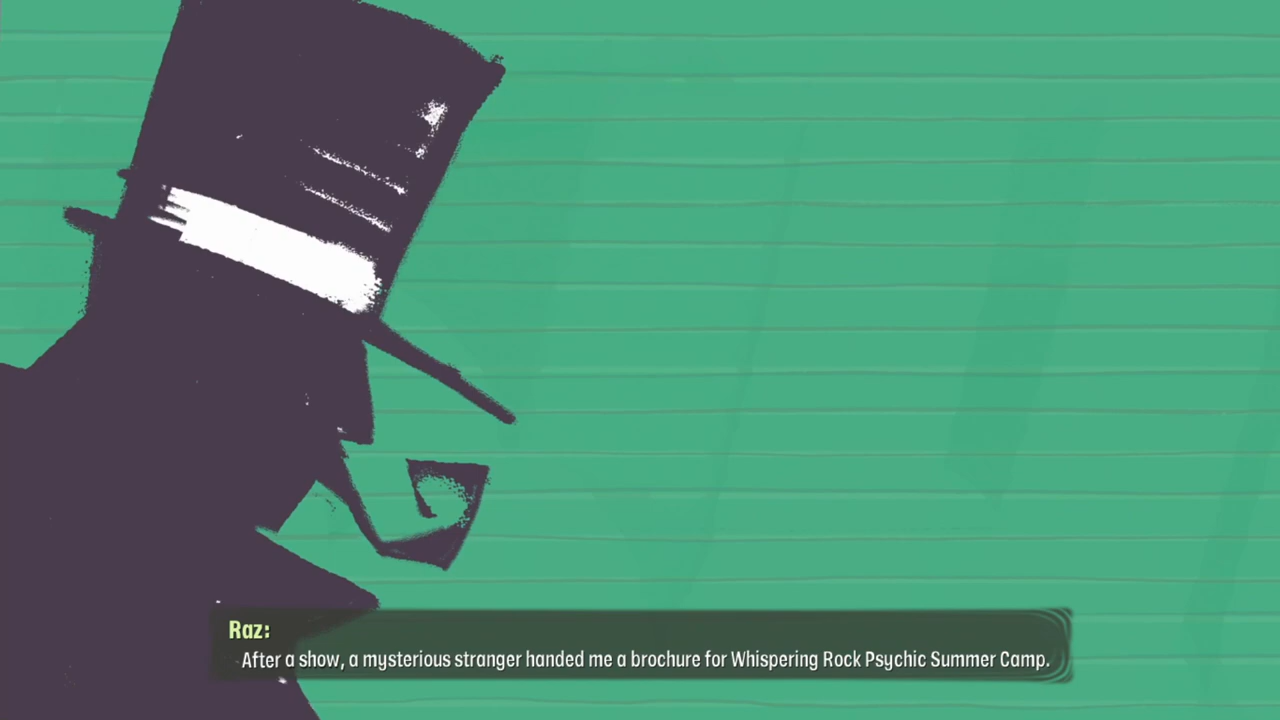 Raz:
After a show, a mysterious stranger handed me a brochure for Whispering Rock Psychic Summer Camp.